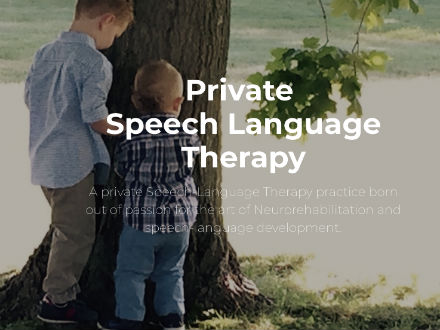 Private
Speech Language
Therapy
A private Speech-Language Therapy practice born
out of passion for the art of Neurorehabilitation and
speech-language development.